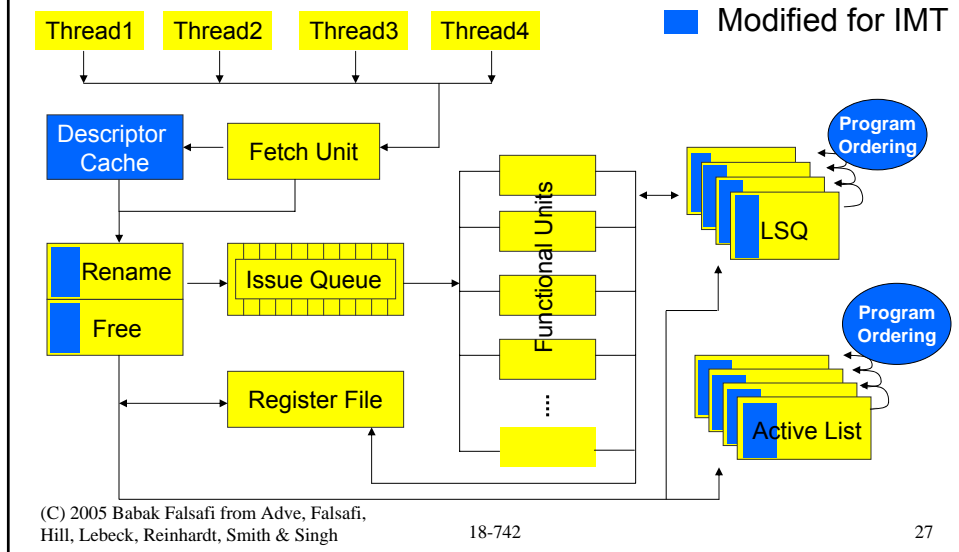 Thread1 Thread2 Thread3 Thread4
Modified for IMT
Descriptor
Cache
Fetch Unit
Program
Ordering
LSQ
Rename
Issue Queue
Functional Units
Free
Program
Ordering
Register File
....
Active List
(C) 2005 Babak Falsafi from Adve, Falsafi,
Hill, Lebeck, Reinhardt, Smith & Singh
18-742
27